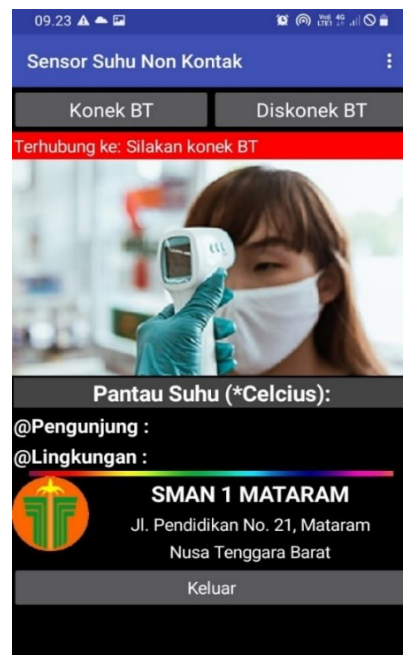 09.23
Sensor Suhu Non Kontak
Konek BT
Diskonek BT
Terhubung ke: Silakan konek BT
Pantau Suhu (*Celcius):
@Pengunjung :
@Lingkungan :
SMAN 1 MATARAM
Jl. Pendidikan No. 21, Mataram
Nusa Tenggara Barat
Keluar